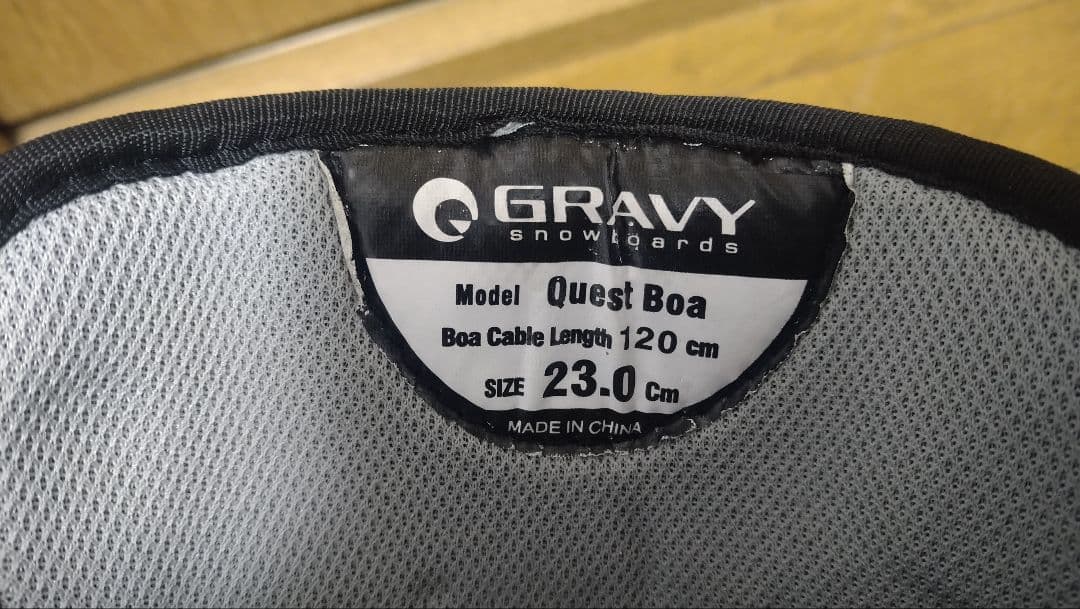 GRAVY
snowboards
Model Quest Boa
Boa Cable Length 120 cm
SIZE 23.0 Cm
MADE IN CHINA